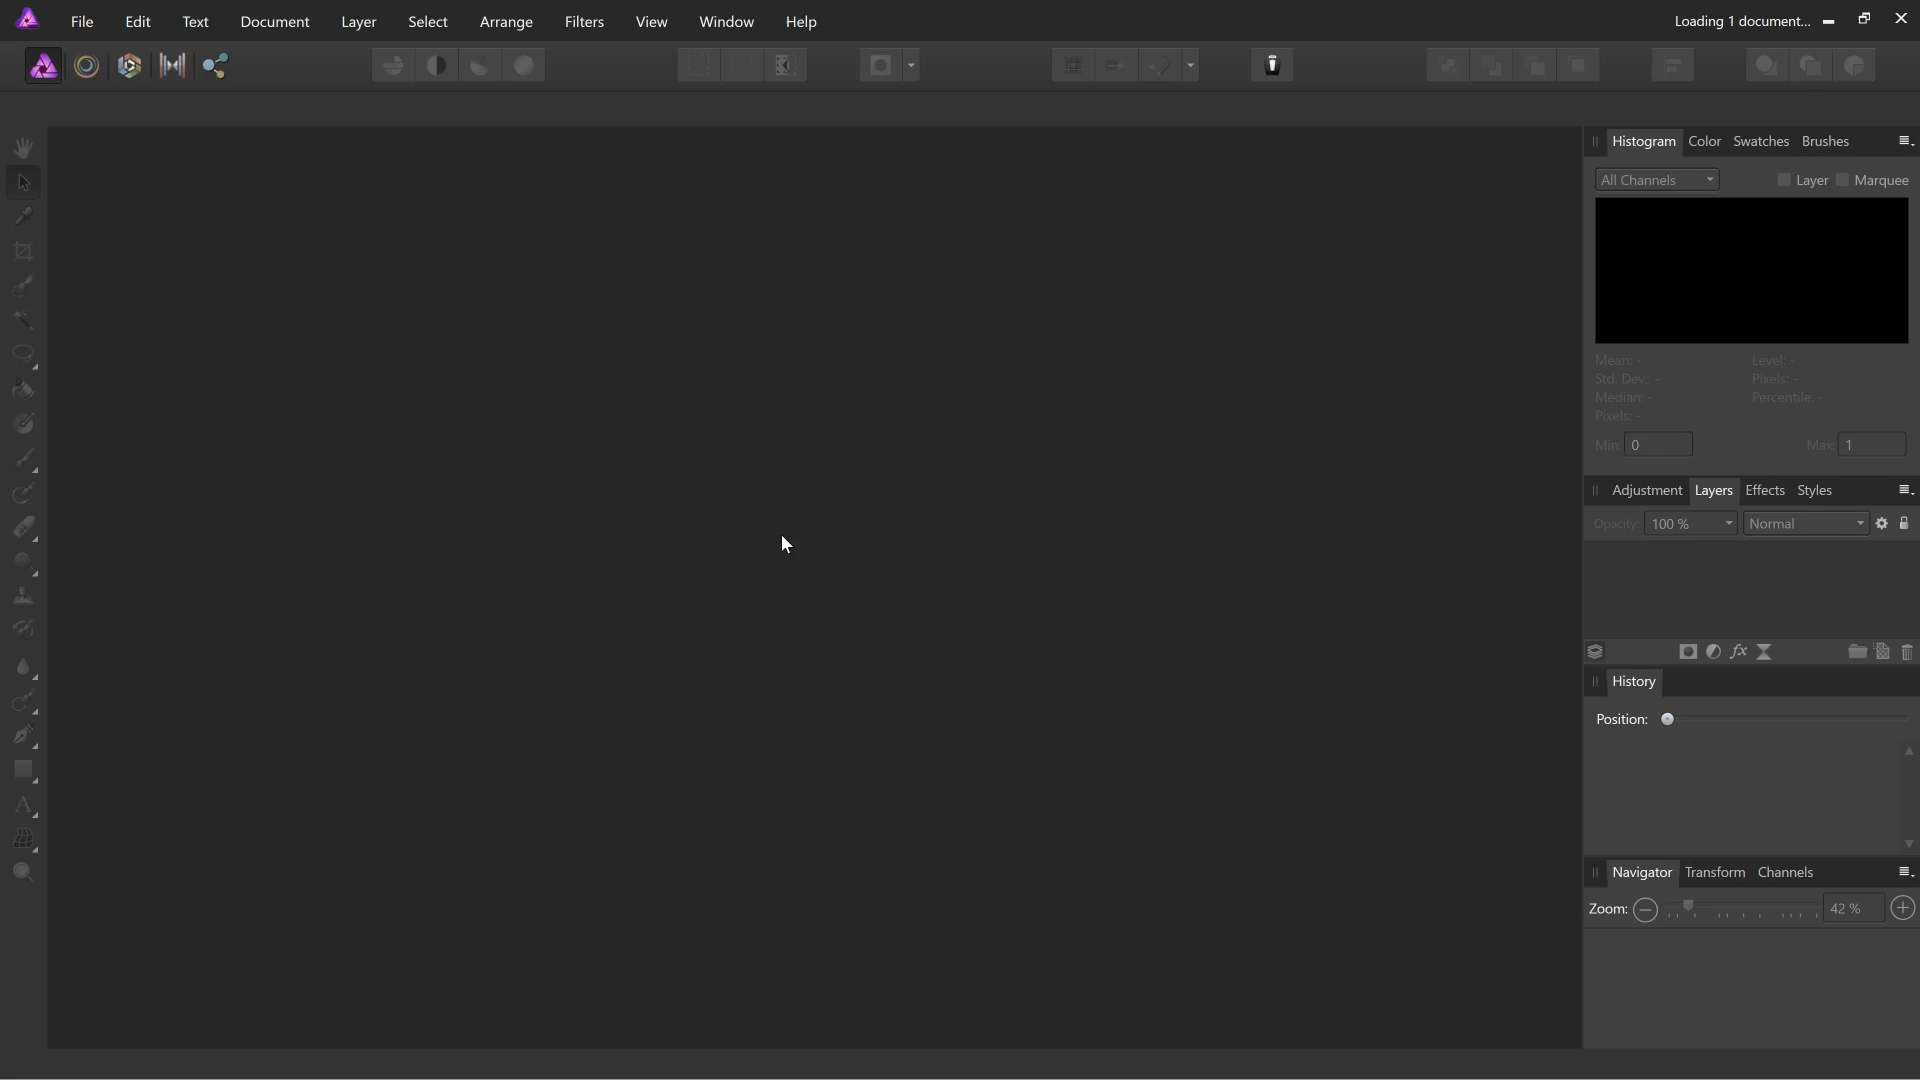 File Edit Text Document Layer Select Arrange Filters View Window Help Loading 1 document...
Histogram Color Swatches Brushes
All Channels Layer Marquee
Mean: - Level: -
Std. Dev.: - Pixels: -
Median: - Percentile: -
Pixels: -
Min: 0 Max: 1
Adjustment Layers Effects Styles
Opacity: 100 % Normal
fx
History
Position:
Navigator Transform Channels
Zoom: 42 %